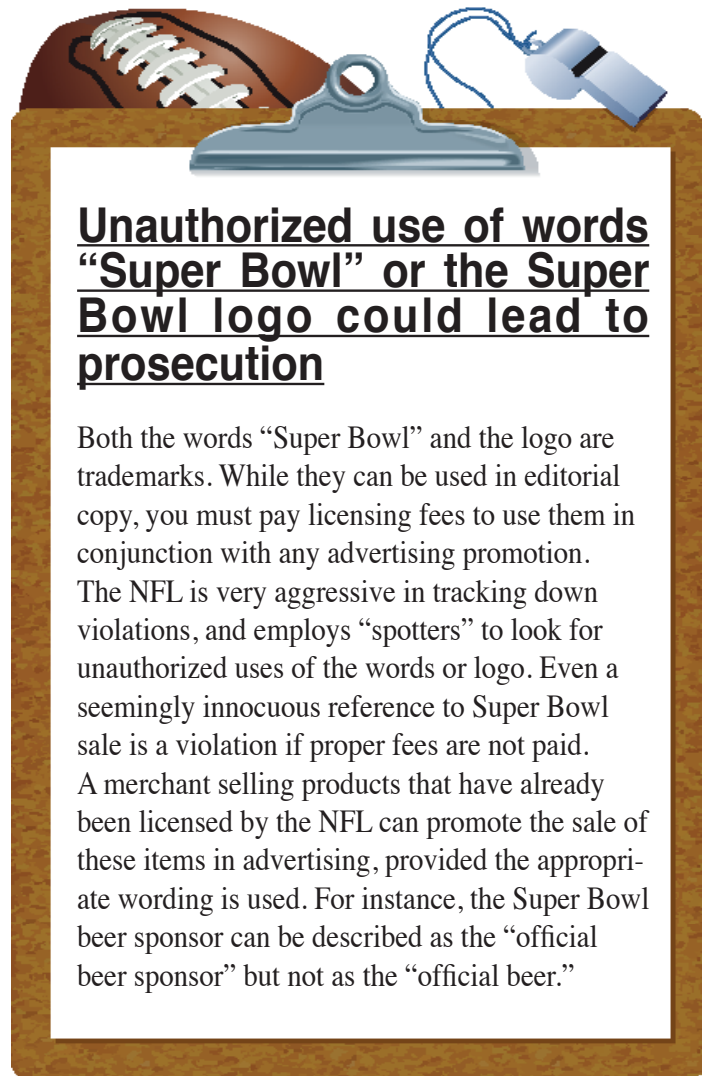 Unauthorized use of words
“Super Bowl” or the Super
Bowl logo could lead to
prosecution
Both the words “Super Bowl” and the logo are
trademarks. While they can be used in editorial
copy, you must pay licensing fees to use them in
conjunction with any advertising promotion.
The NFL is very aggressive in tracking down
violations, and employs “spotters” to look for
unauthorized uses of the words or logo. Even a
seemingly innocuous reference to Super Bowl
sale is a violation if proper fees are not paid.
A merchant selling products that have already
been licensed by the NFL can promote the sale of
these items in advertising, provided the appropri-
ate wording is used. For instance, the Super Bowl
beer sponsor can be described as the “official
beer sponsor” but not as the “official beer.”